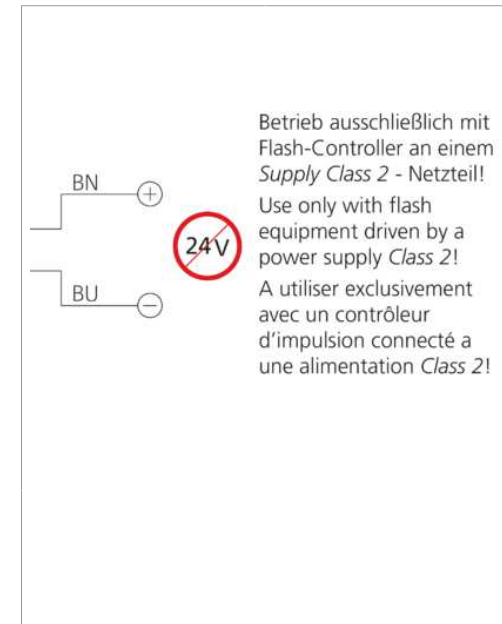 BN
+
24V
BU
−
Betrieb ausschließlich mit
Flash-Controller an einem
Supply Class 2 - Netzteil!
Use only with flash
equipment driven by a
power supply Class 2!
A utiliser exclusivement
avec un contrôleur
d'impulsion connecté a
une alimentation Class 2!